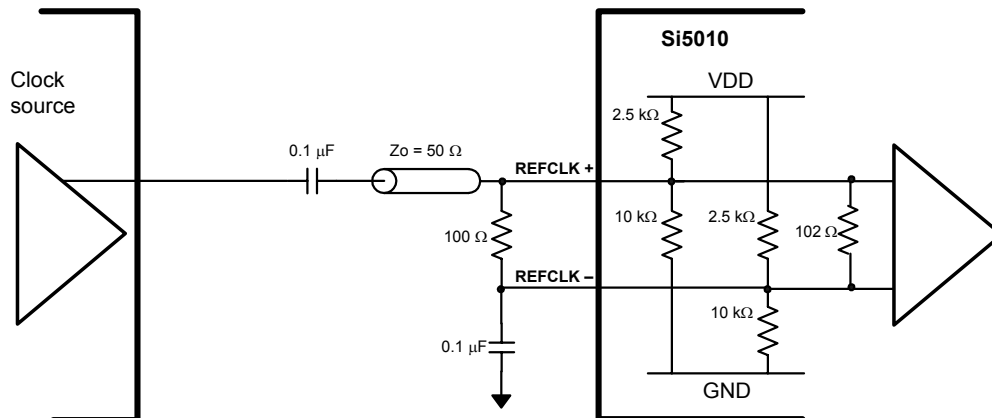 Clock
source
Si5010
VDD
2.5 kΩ
0.1 μF
Zo = 50 Ω
REFCLK +
100 Ω
10 kΩ
2.5 kΩ
102 Ω
REFCLK –
10 kΩ
0.1 μF
GND